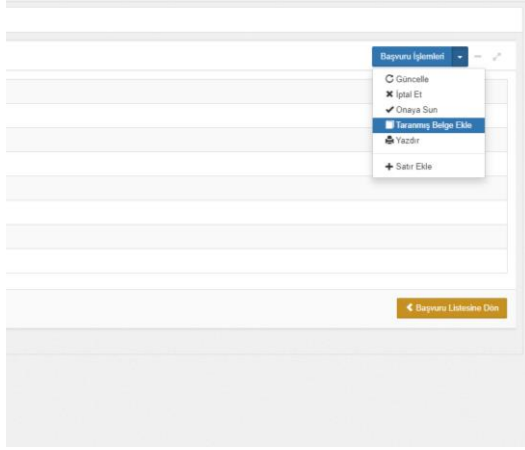 Başvuru İşlemleri
Güncelle
İptal Et
Onaya Sun
Taranmış Belge Ekle
Yazdır
Satır Ekle
Başvuru Listesine Dön